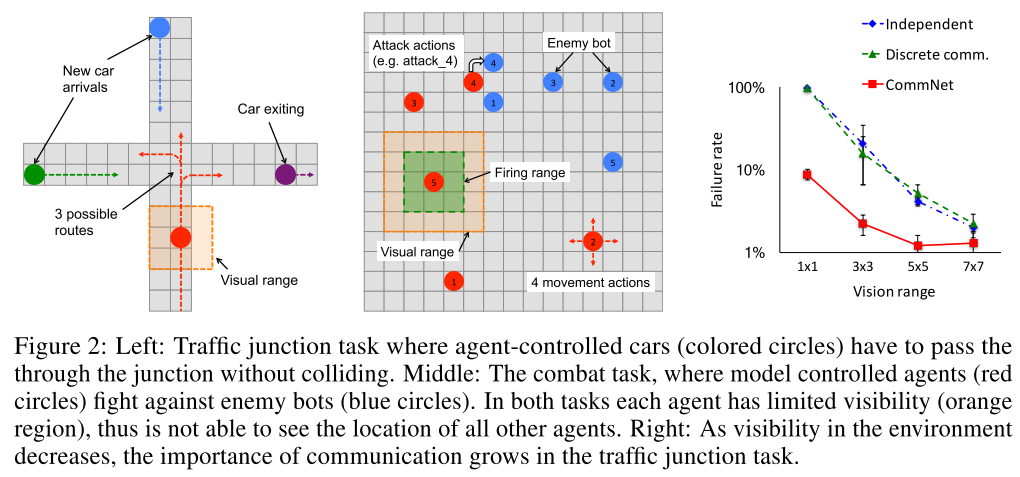 New car
arrivals
Car exiting
3 possible
routes
Visual range
Attack actions
(e.g. attack_4)
Enemy bot
4
4
3
2
3
1
5
5
Firing range
Visual range
2
1
4 movement actions
Independent
Discrete comm.
CommNet
100%
10%
1%
Failure rate
1x1 3x3 5x5 7x7
Vision range
Figure 2: Left: Traffic junction task where agent-controlled cars (colored circles) have to pass the
through the junction without colliding. Middle: The combat task, where model controlled agents (red
circles) fight against enemy bots (blue circles). In both tasks each agent has limited visibility (orange
region), thus is not able to see the location of all other agents. Right: As visibility in the environment
decreases, the importance of communication grows in the traffic junction task.